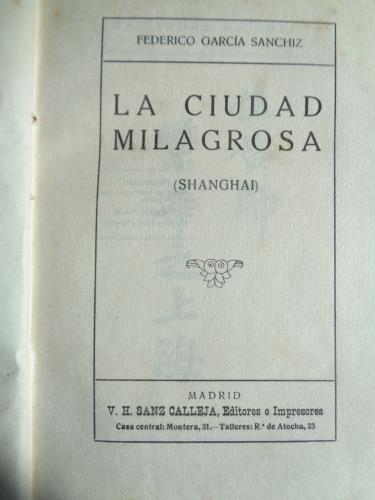 FEDERICO GARCÍA SANCHIZ
LA CIUDAD
MILAGROSA
(SHANGHAI)
MADRID
V. H. SANZ CALLEJA, Editores e Impresores
Casa central: Montera, 31.—Talleres: R.ª de Atocha, 23